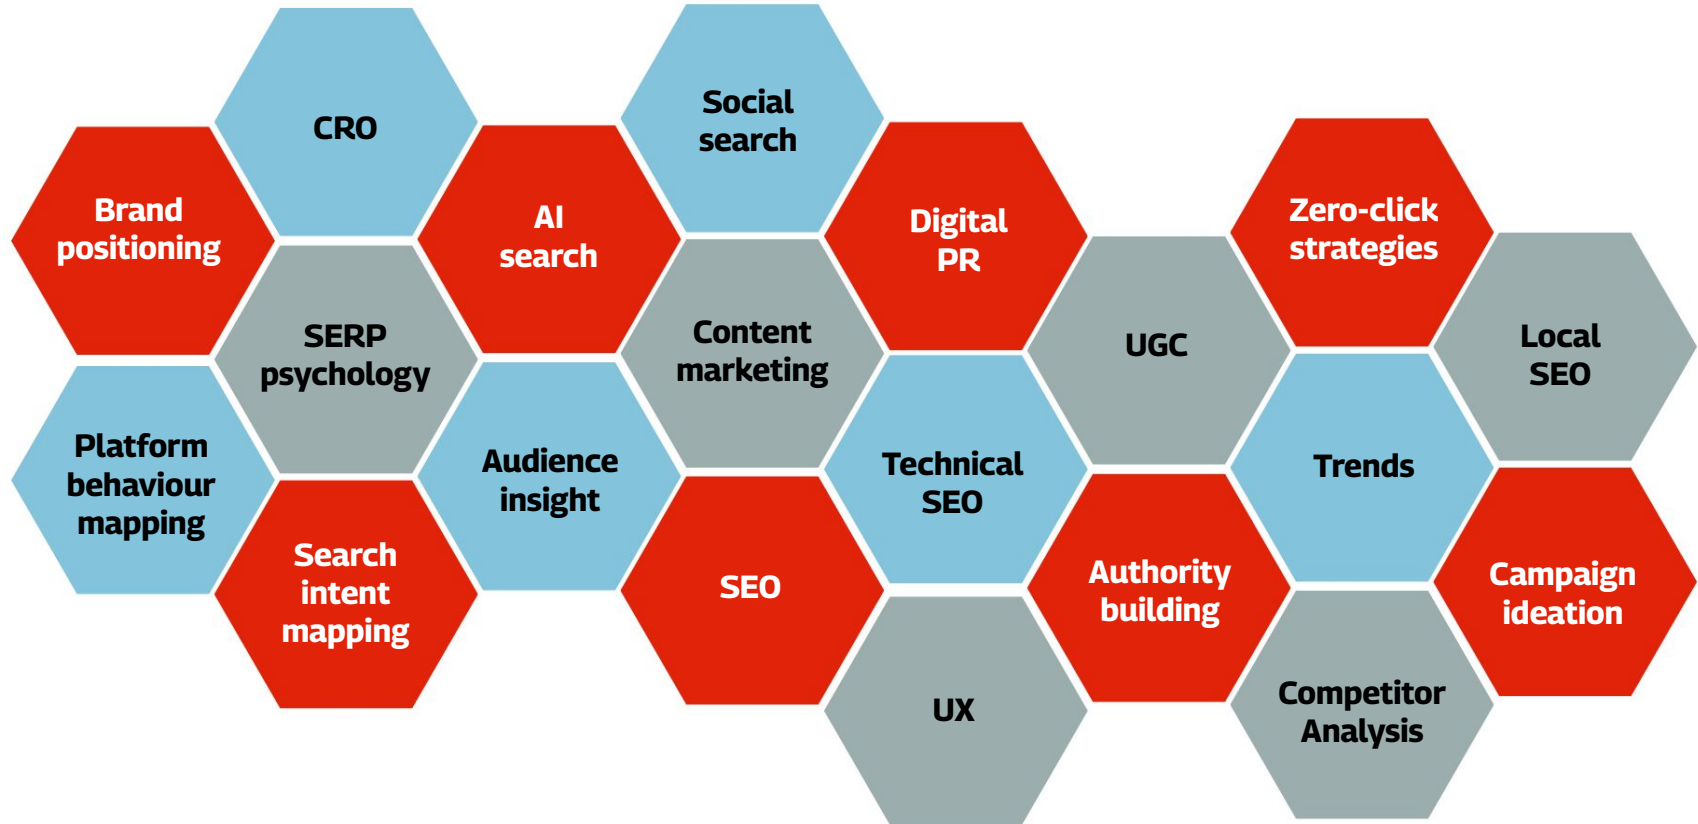 CRO
Social
search
Brand
positioning
AI
search
Digital
PR
Zero-click
strategies
SERP
psychology
Content
marketing
UGC
Local
SEO
Platform
behaviour
mapping
Audience
insight
Technical
SEO
Trends
Search
intent
mapping
SEO
Authority
building
Campaign
ideation
UX
Competitor
Analysis